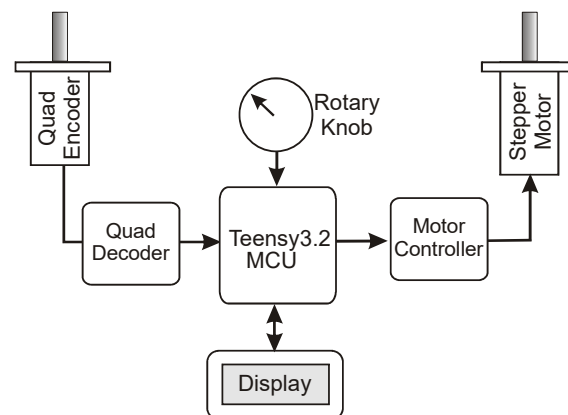 Quad
Encoder
Rotary
Knob
Stepper
Motor
Quad
Decoder
Teensy3.2
MCU
Motor
Controller
Display